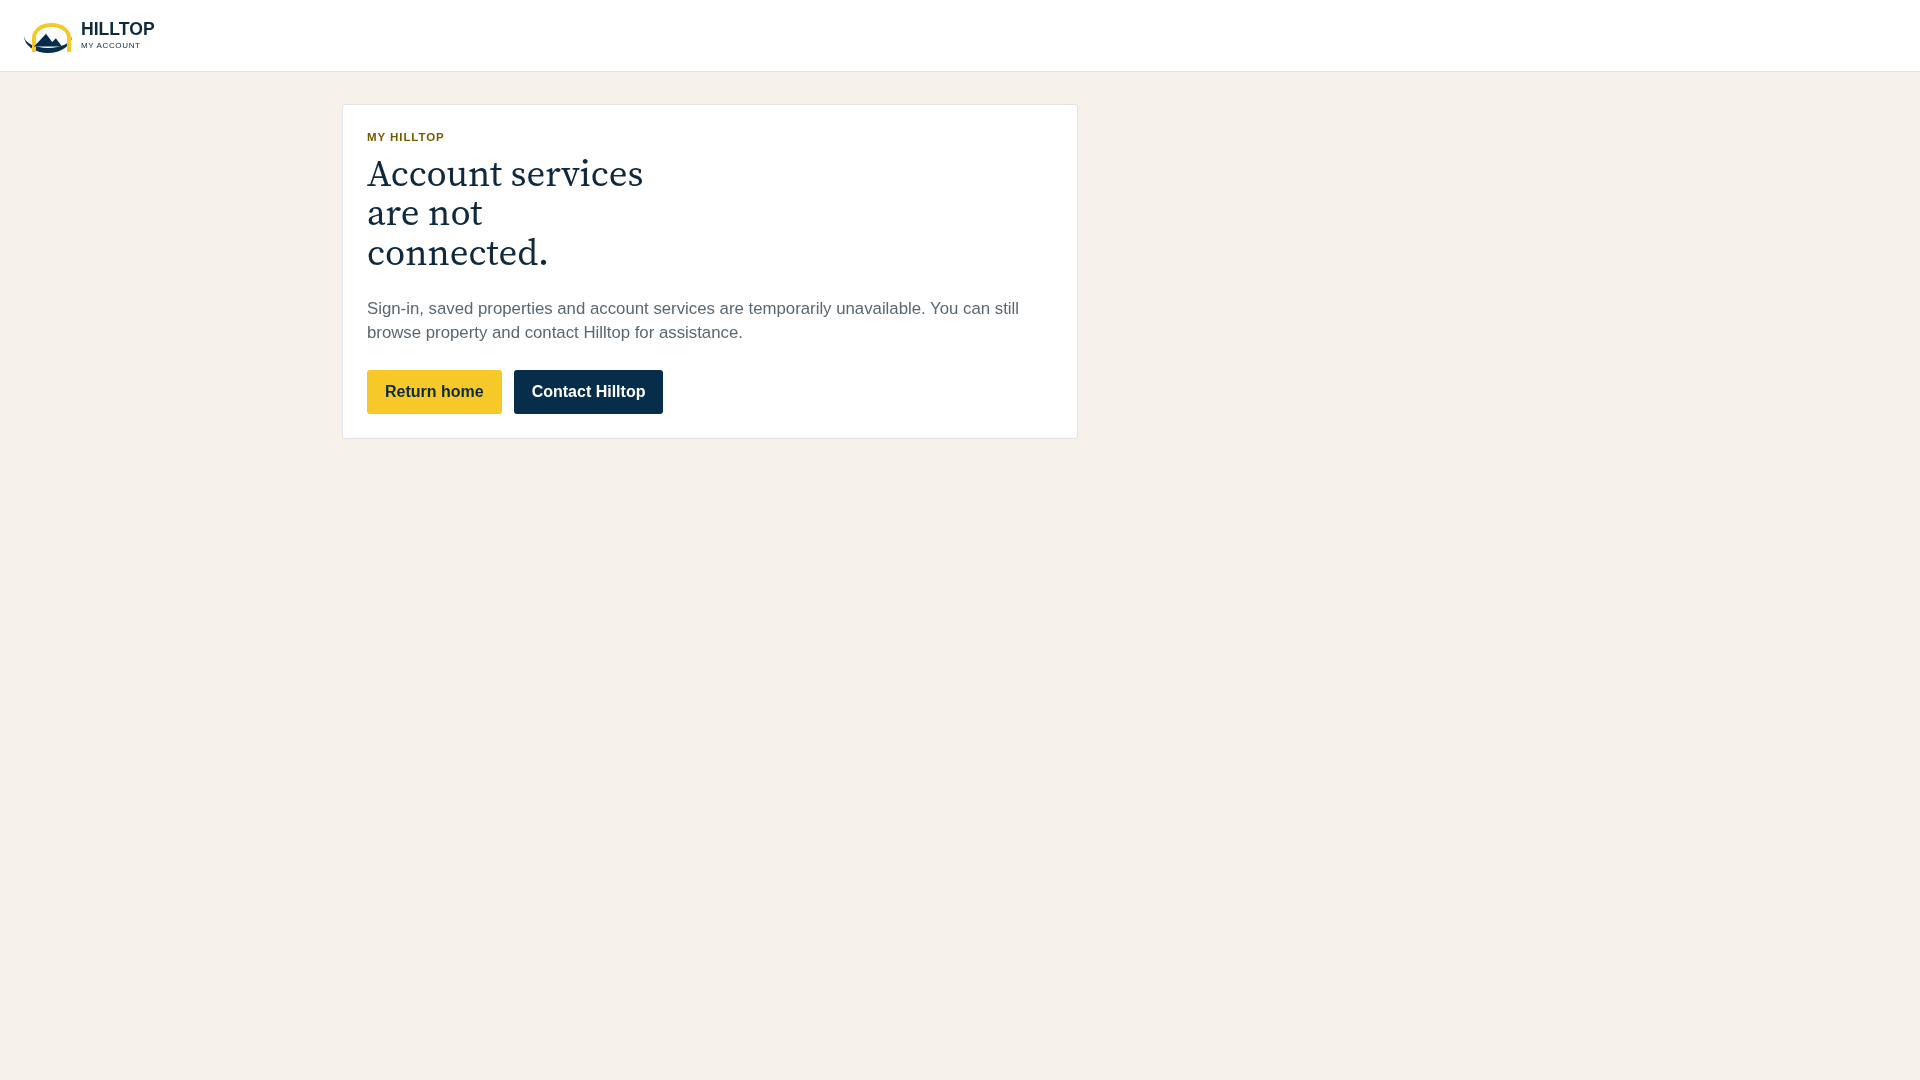 HILLTOP
MY ACCOUNT
MY HILLTOP
Account services
are not
connected.
Sign-in, saved properties and account services are temporarily unavailable. You can still
browse property and contact Hilltop for assistance.
Return home
Contact Hilltop